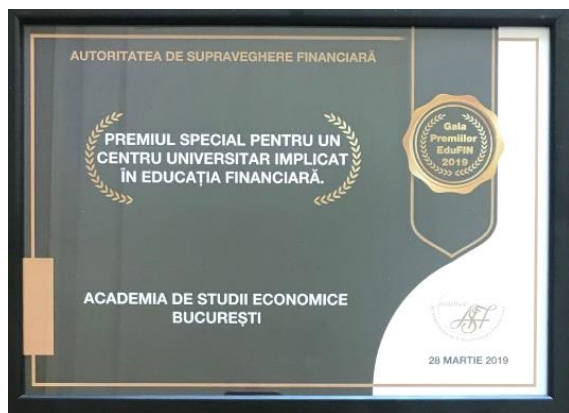 AUTORITATEA DE SUPRAVEGHERE FINANCIARĂ
PREMIUL SPECIAL PENTRU UN
CENTRU UNIVERSITAR IMPLICAT
ÎN EDUCAȚIA FINANCIARĂ.
Gala
Premiilor
EduFIN
2019
ACADEMIA DE STUDII ECONOMICE
BUCUREȘTI
ASF
28 MARTIE 2019